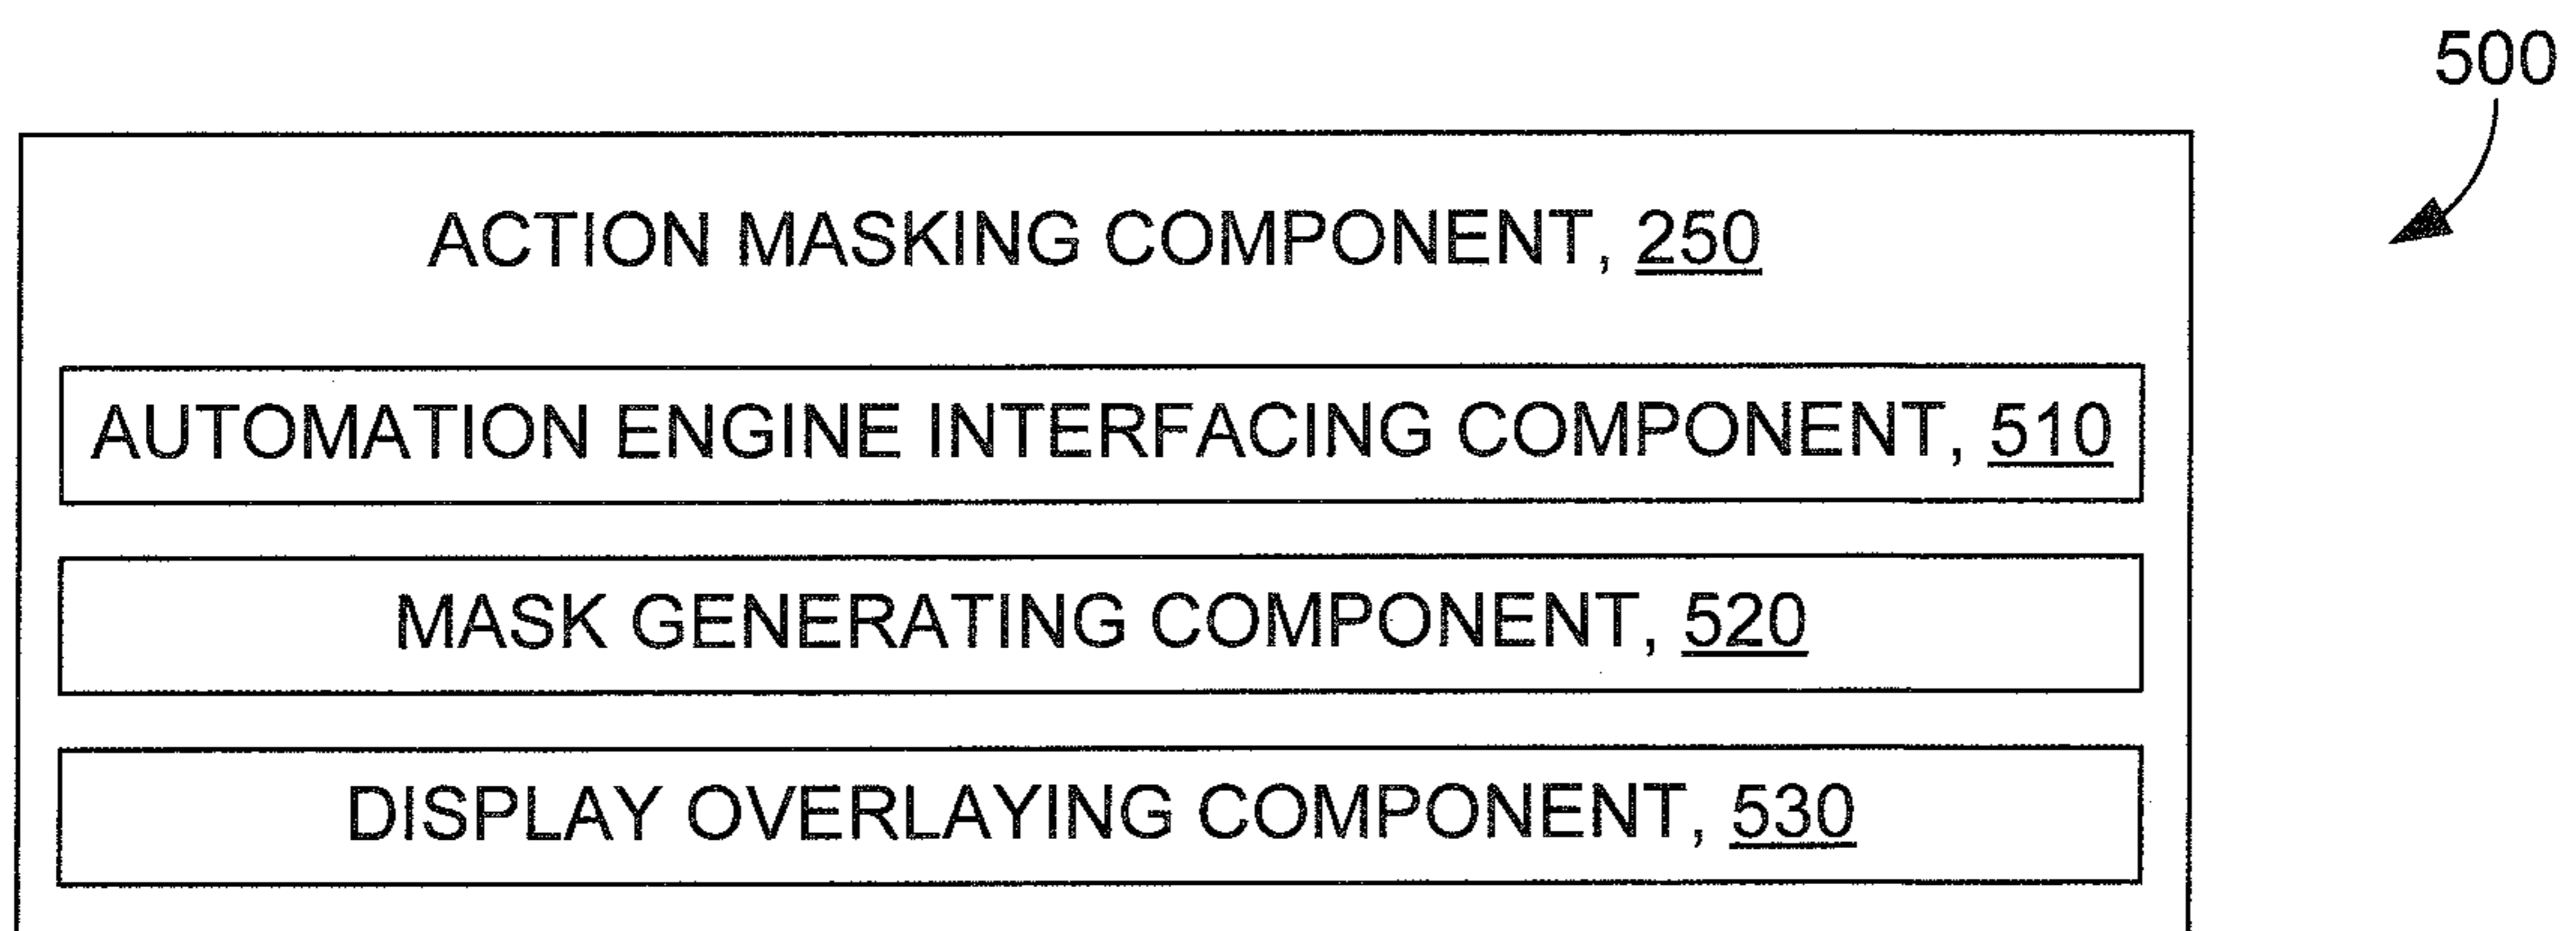 500
ACTION MASKING COMPONENT, 250
AUTOMATION ENGINE INTERFACING COMPONENT, 510
MASK GENERATING COMPONENT, 520
DISPLAY OVERLAYING COMPONENT, 530